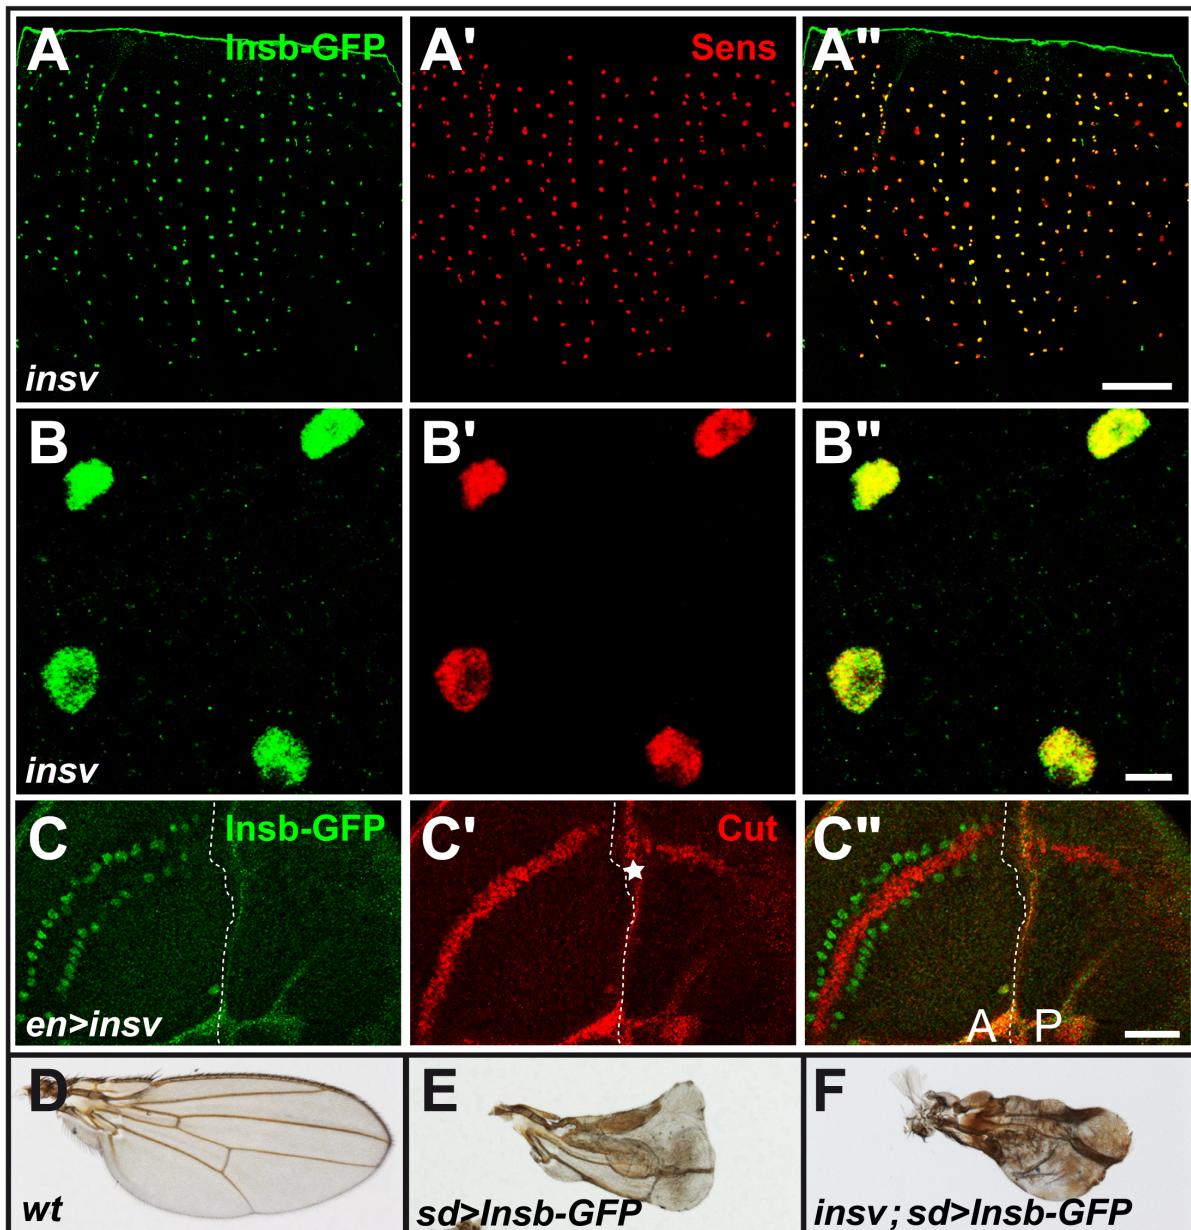 A Insb-GFP A' Sens A"
insv
B B' B"
insv
C Insb-GFP C' Cut C"
en>insv A P
D E F
wt sd>Insb-GFP insv; sd>Insb-GFP